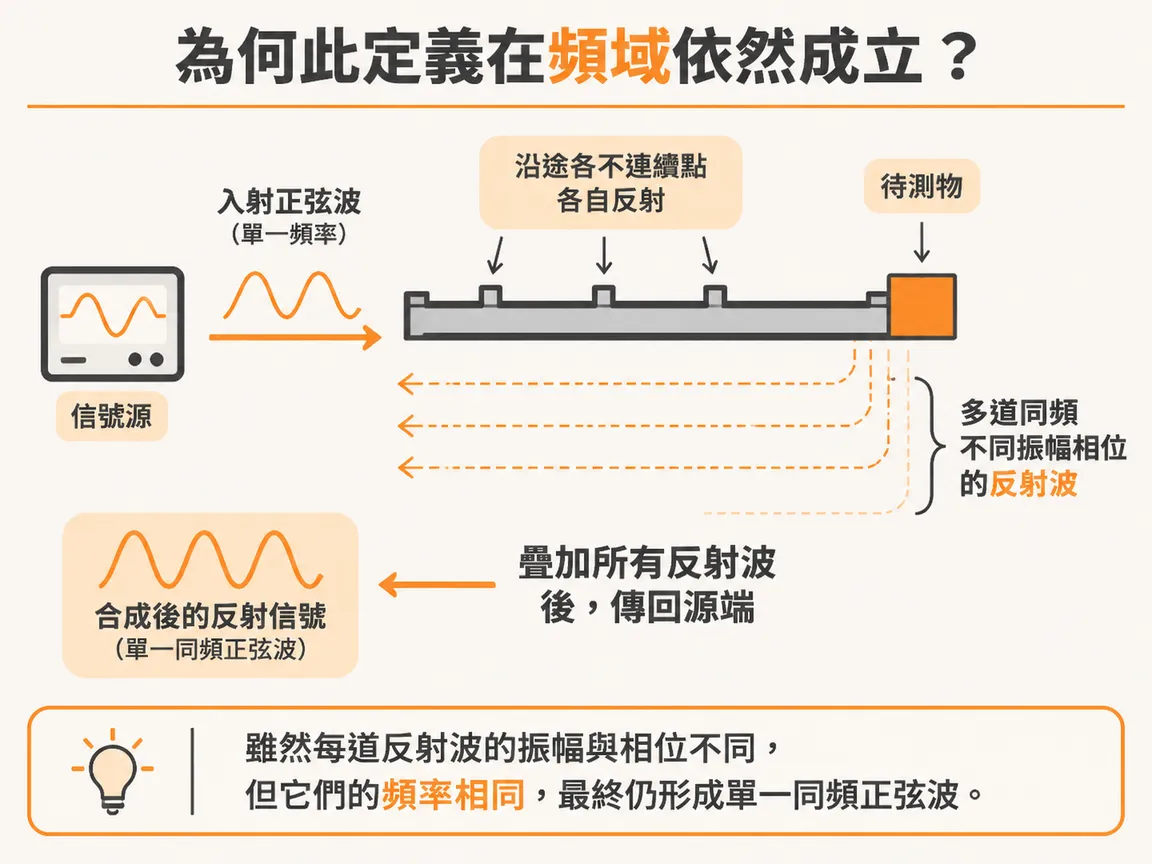 為何此定義在頻域依然成立？
沿途各不連續點
各自反射
待測物
入射正弦波
（單一頻率）
信號源
多道同頻
不同振幅相位
的反射波
疊加所有反射波
後，傳回源端
合成後的反射信號
（單一同頻正弦波）
雖然每道反射波的振幅與相位不同，
但它們的頻率相同，最終仍形成單一同頻正弦波。